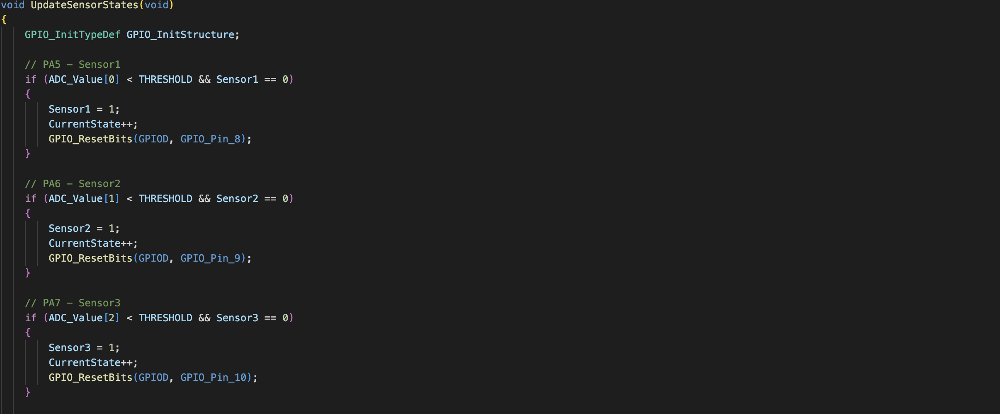 void UpdateSensorStates(void)
{
GPIO_InitTypeDef GPIO_InitStructure;
// PA5 – Sensor1
if (ADC_Value[0] < THRESHOLD && Sensor1 == 0)
{
Sensor1 = 1;
CurrentState++;
GPIO_ResetBits(GPIOD, GPIO_Pin_8);
}
// PA6 – Sensor2
if (ADC_Value[1] < THRESHOLD && Sensor2 == 0)
{
Sensor2 = 1;
CurrentState++;
GPIO_ResetBits(GPIOD, GPIO_Pin_9);
}
// PA7 – Sensor3
if (ADC_Value[2] < THRESHOLD && Sensor3 == 0)
{
Sensor3 = 1;
CurrentState++;
GPIO_ResetBits(GPIOD, GPIO_Pin_10);
}